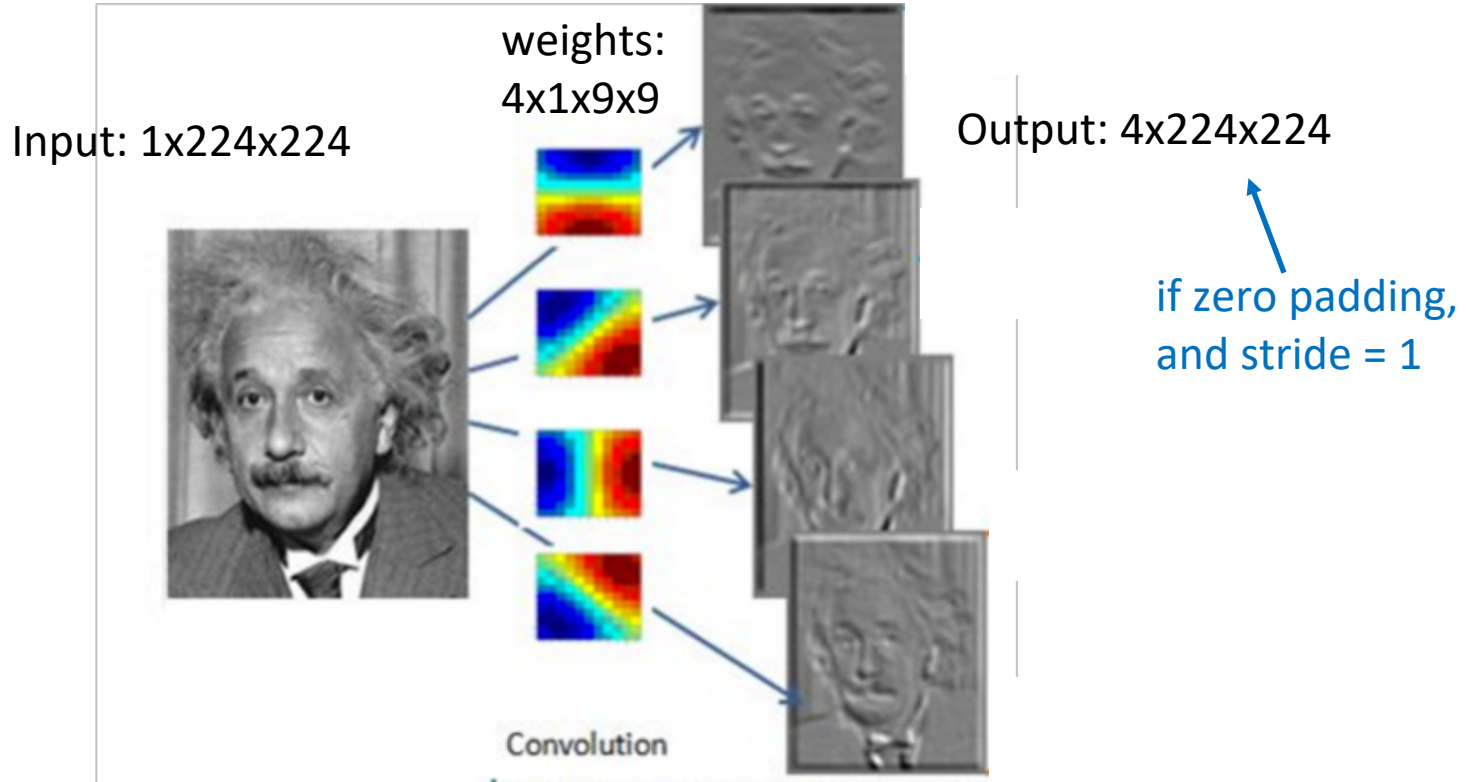 weights:
4x1x9x9
Input: 1x224x224
Output: 4x224x224
if zero padding,
and stride = 1
Convolution